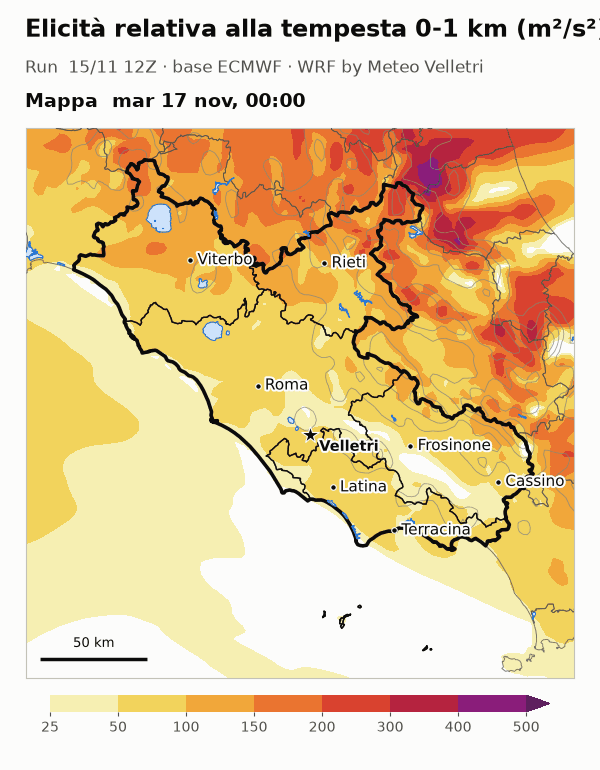 Elicità relativa alla tempesta 0-1 km (m²/s²)
Run 15/11 12Z · base ECMWF · WRF by Meteo Velletri
Mappa mar 17 nov, 00:00
Viterbo
Rieti
Roma
Velletri
Frosinone
Latina
Cassino
Terracina
50 km
25 50 100 150 200 300 400 500